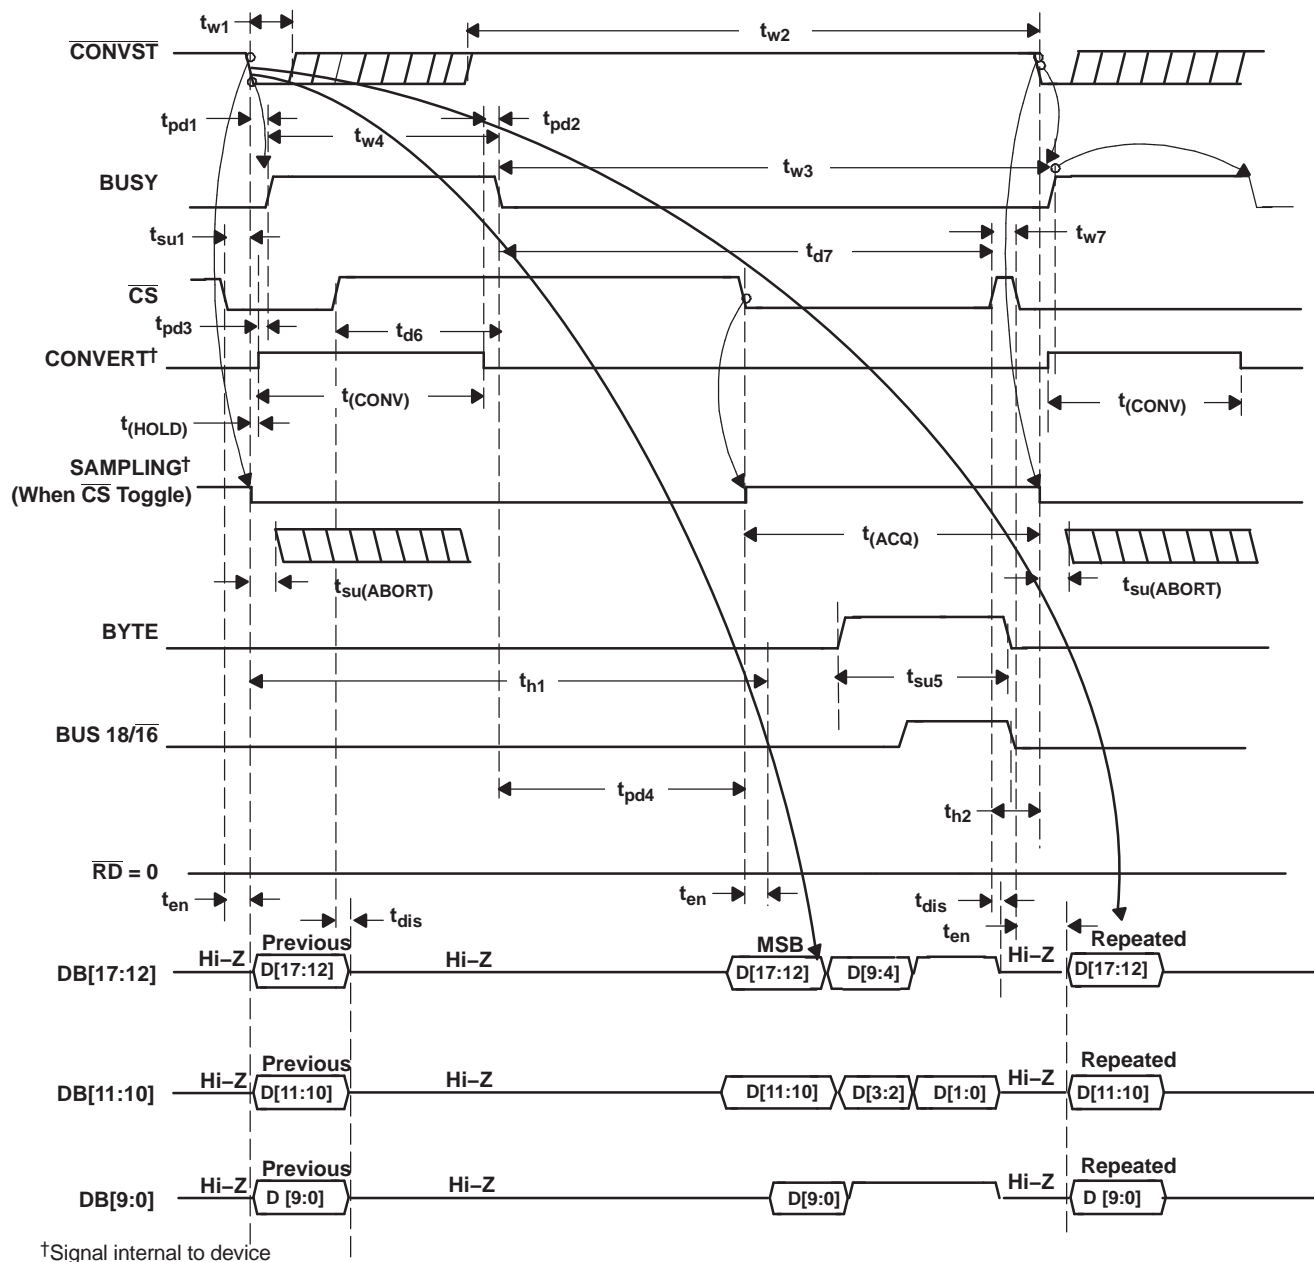 tw1
tw2
CONVST
tpd1
tw4
tpd2
tw3
BUSY
tsu1
tw7
td7
CS
tpd3
td6
CONVERT†
t(CONV)
t(CONV)
t(HOLD)
SAMPLING†
(When CS Toggle)
t(ACQ)
tsu(ABORT)
tsu(ABORT)
BYTE
th1
tsu5
BUS 18/16
tpd4
th2
RD = 0
ten
tdis
ten
tdis
ten
Previous
MSB
Repeated
DB[17:12]
Hi–Z
D[17:12]
Hi–Z
D[17:12]
D[9:4]
Hi–Z
D[17:12]
Previous
Repeated
DB[11:10]
Hi–Z
D[11:10]
Hi–Z
D[11:10]
D[3:2]
D[1:0]
Hi–Z
D[11:10]
Previous
Repeated
DB[9:0]
Hi–Z
D [9:0]
Hi–Z
D[9:0]
Hi–Z
D [9:0]
†Signal internal to device